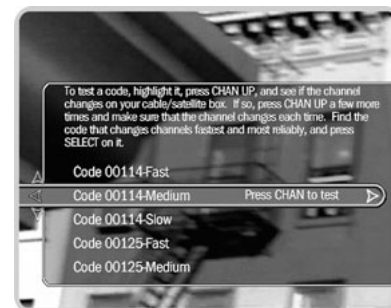 To test a code, highlight it, press CHAN UP, and see if the channel
changes on your cable/satellite box. If so, press CHAN UP a few more
times and make sure that the channel changes each time. Find the
code that changes channels fastest and most reliably, and press
SELECT on it.
Code 00114-Fast
Code 00114-Medium Press CHAN to test
Code 00114-Slow
Code 00125-Fast
Code 00125-Medium